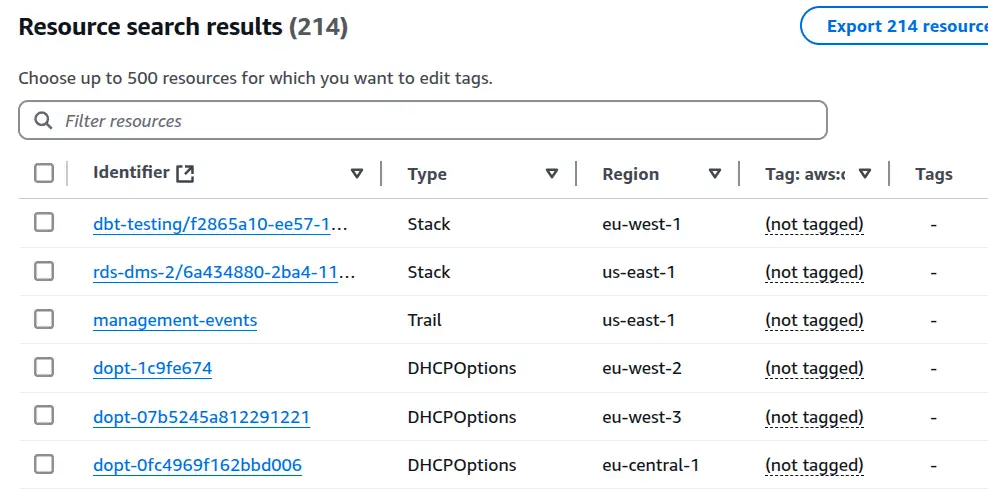 Resource search results (214)
Export 214 resource
Choose up to 500 resources for which you want to edit tags.
Filter resources
Identifier Type Region Tag: aws:c Tags
dbt-testing/f2865a10-ee57-1... Stack eu-west-1 (not tagged) -
rds-dms-2/6a434880-2ba4-11... Stack us-east-1 (not tagged) -
management-events Trail us-east-1 (not tagged) -
dopt-1c9fe674 DHCPOptions eu-west-2 (not tagged) -
dopt-07b5245a812291221 DHCPOptions eu-west-3 (not tagged) -
dopt-0fc4969f162bbd006 DHCPOptions eu-central-1 (not tagged) -